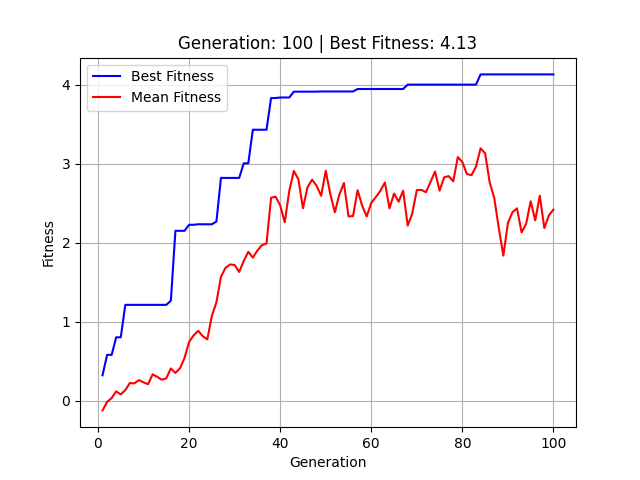 Generation: 100 | Best Fitness: 4.13
Best Fitness
Mean Fitness
4
3
2
1
0
Fitness
0 20 40 60 80 100
Generation